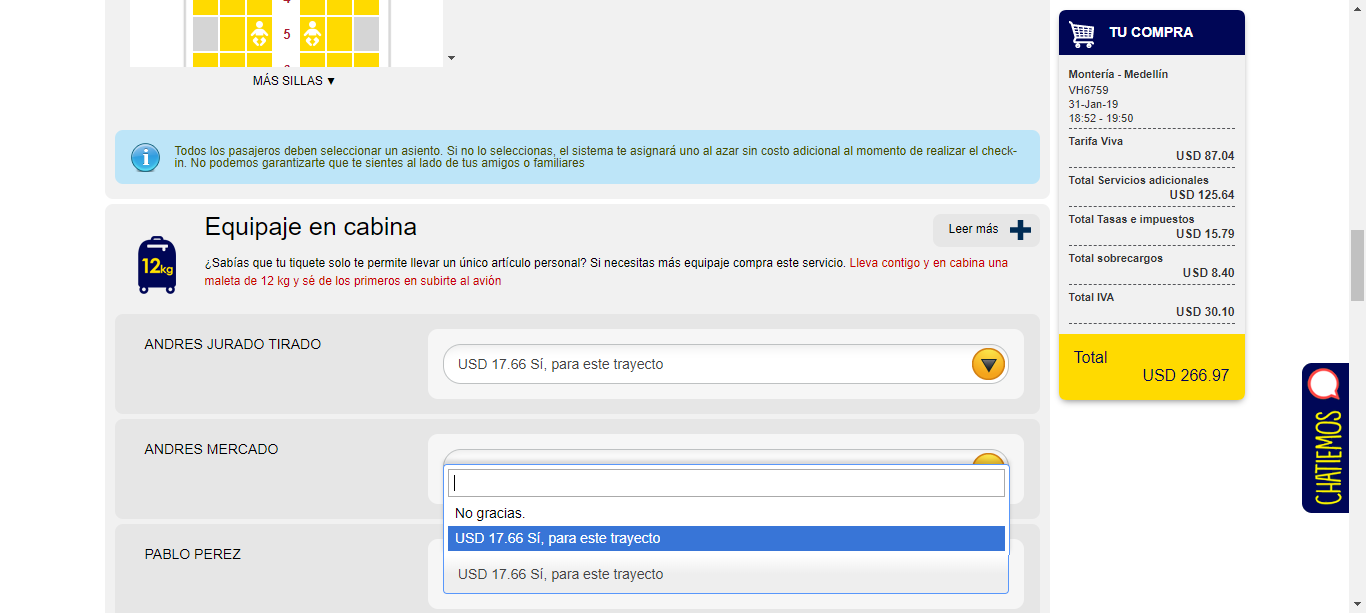 4
5
MÁS SILLAS ▼
Todos los pasajeros deben seleccionar un asiento. Si no lo seleccionas, el sistema te asignará uno al azar sin costo adicional al momento de realizar el check-
in. No podemos garantizarte que te sientes al lado de tus amigos o familiares
Equipaje en cabina
Leer más
12kg
¿Sabías que tu tiquete solo te permite llevar un único artículo personal? Si necesitas más equipaje compra este servicio. Lleva contigo y en cabina una
maleta de 12 kg y sé de los primeros en subirte al avión
ANDRES JURADO TIRADO
USD 17.66 Sí, para este trayecto
ANDRES MERCADO
No gracias.
USD 17.66 Sí, para este trayecto
PABLO PEREZ
USD 17.66 Sí, para este trayecto
TU COMPRA
Montería - Medellín
VH6759
31-Jan-19
18:52 - 19:50
Tarifa Viva
USD 87.04
Total Servicios adicionales
USD 125.64
Total Tasas e impuestos
USD 15.79
Total sobrecargos
USD 8.40
Total IVA
USD 30.10
Total
USD 266.97
CHATIEMOS